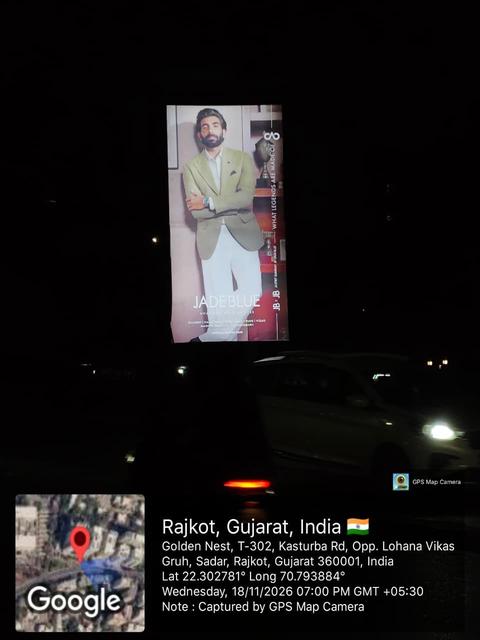 WHAT LEGENDS ARE MADE OF
JB JB
JADEBLUE
GPS Map Camera
Google
Rajkot, Gujarat, India 🇮🇳
Golden Nest, T-302, Kasturba Rd, Opp. Lohana Vikas
Gruh, Sadar, Rajkot, Gujarat 360001, India
Lat 22.302781° Long 70.793884°
Wednesday, 18/11/2026 07:00 PM GMT +05:30
Note : Captured by GPS Map Camera